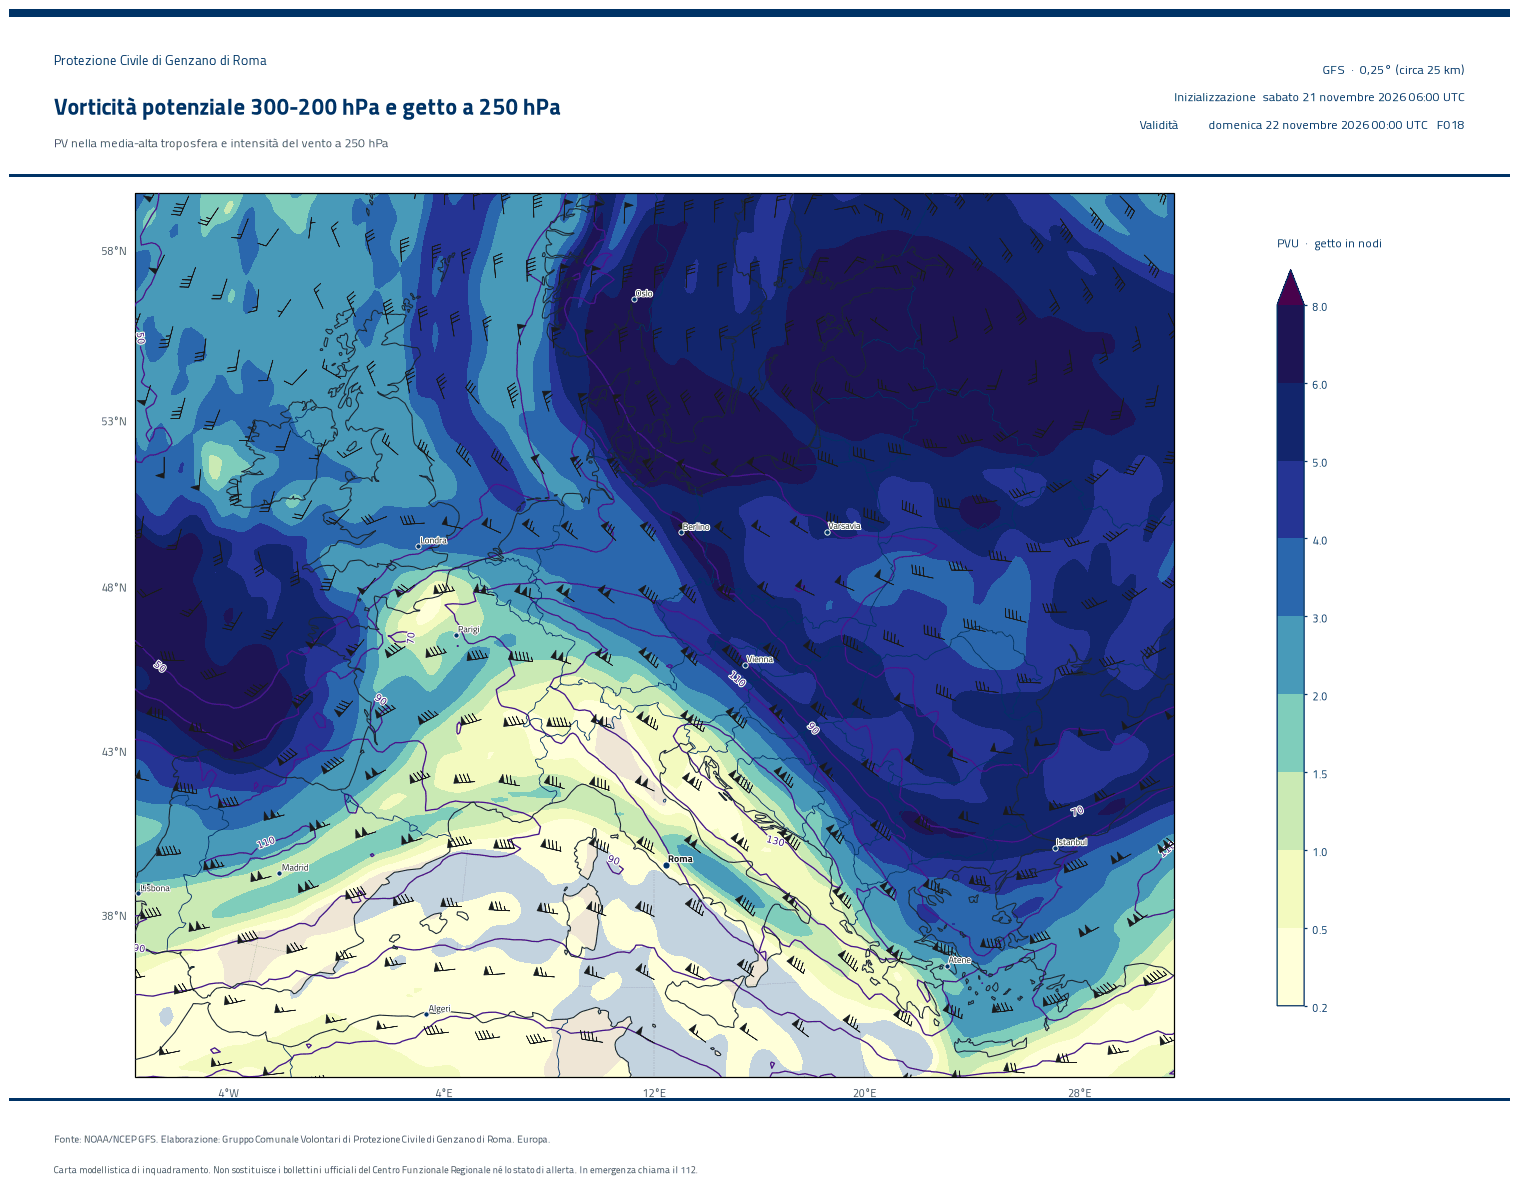 Protezione Civile di Genzano di Roma
Vorticità potenziale 300-200 hPa e getto a 250 hPa
PV nella media-alta troposfera e intensità del vento a 250 hPa
GFS · 0,25° (circa 25 km)
Inizializzazione sabato 21 novembre 2026 06:00 UTC
Validità domenica 22 novembre 2026 00:00 UTC F018
PVU · getto in nodi
8.0
6.0
5.0
4.0
3.0
2.0
1.5
1.0
0.5
0.2
58°N
53°N
48°N
43°N
38°N
4°W
4°E
12°E
20°E
28°E
Oslo
50
Berlino
Varsavia
Londra
Parigi
70
50
Vienna
110
90
90
70
Istanbul
130
110
Madrid
90
Roma
Lisbona
90
Atene
Algeri
Fonte: NOAA/NCEP GFS. Elaborazione: Gruppo Comunale Volontari di Protezione Civile di Genzano di Roma. Europa.
Carta modellistica di inquadramento. Non sostituisce i bollettini ufficiali del Centro Funzionale Regionale né lo stato di allerta. In emergenza chiama il 112.